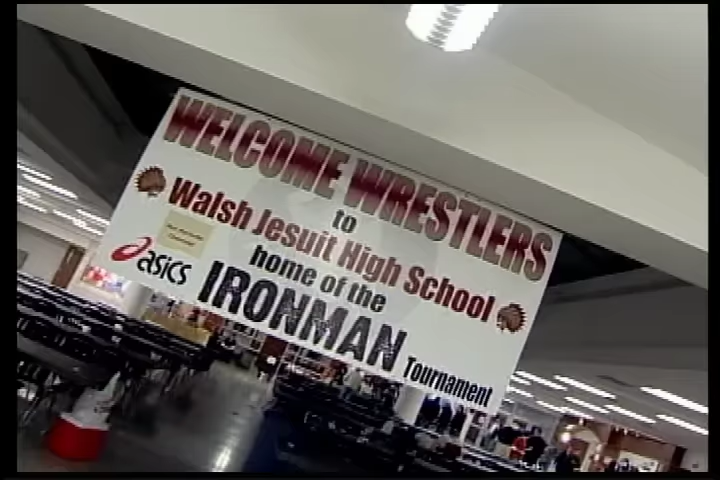 WELCOME WRESTLERS
to
Walsh Jesuit High School
home of the
asics IRONMAN Tournament